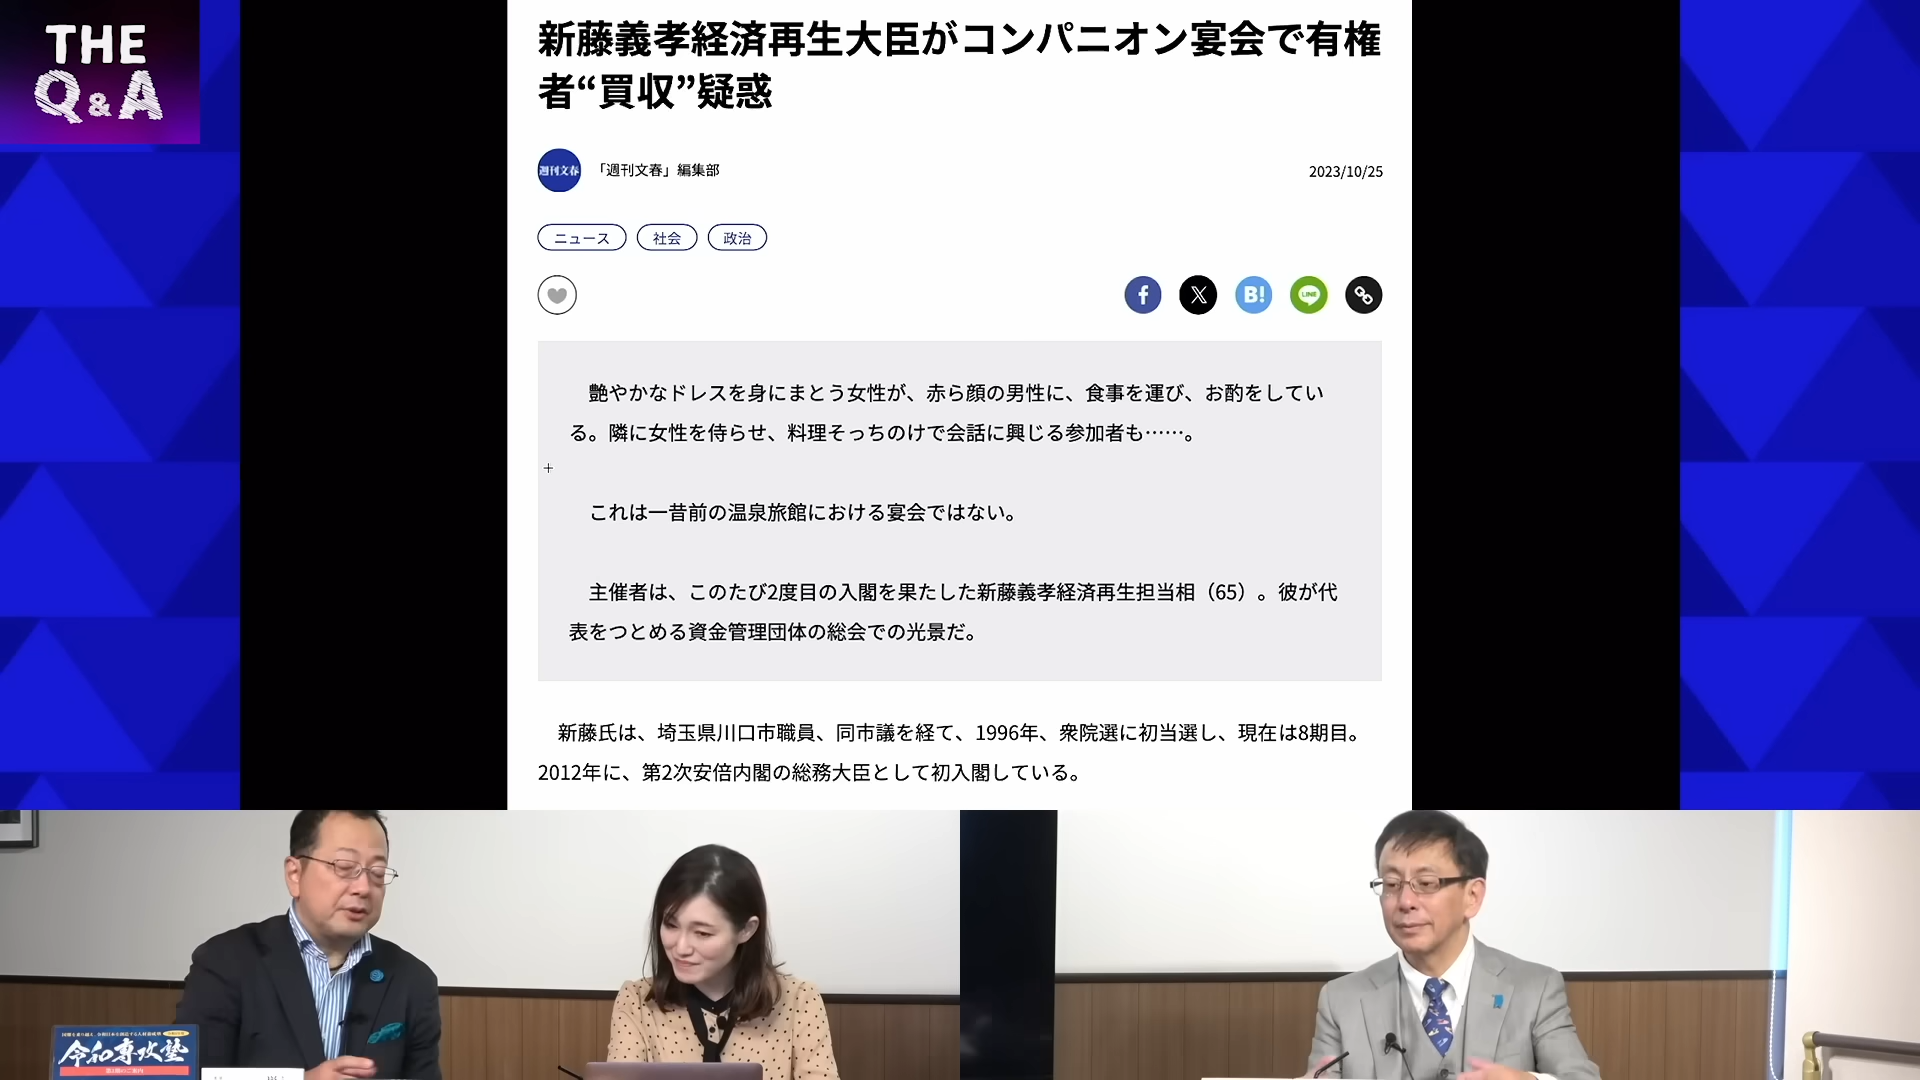 THE
Q&A
新藤義孝経済再生大臣がコンパニオン宴会で有権
者“買収”疑惑
週刊文春
「週刊文春」編集部
2023/10/25
ニュース
社会
政治
f
X
B!
LINE
艶やかなドレスを身にまとう女性が、赤ら顔の男性に、食事を運び、お酌をしてい
る。隣に女性を侍らせ、料理そっちのけで会話に興じる参加者も……。
これは一昔前の温泉旅館における宴会ではない。
主催者は、このたび2度目の入閣を果たした新藤義孝経済再生担当相（65）。彼が代
表をつとめる資金管理団体の総会での光景だ。
新藤氏は、埼玉県川口市職員、同市議を経て、1996年、衆院選に初当選し、現在は8期目。
2012年に、第2次安倍内閣の総務大臣として初入閣している。
令和専攻塾